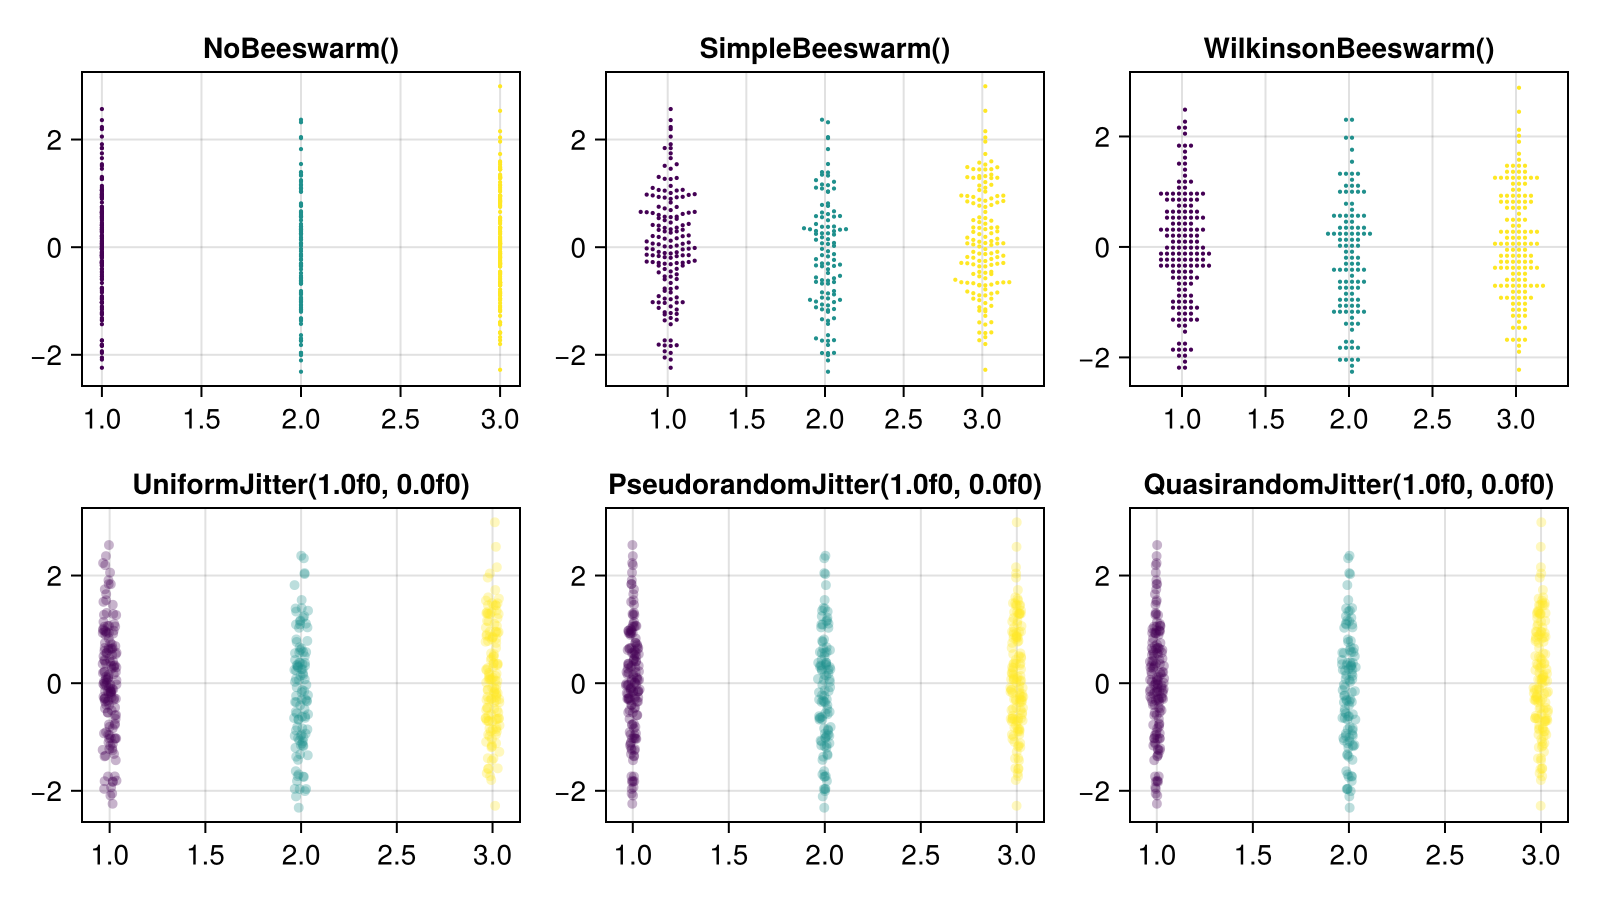 NoBeeswarm()
2
0
−2
1.0 1.5 2.0 2.5 3.0
SimpleBeeswarm()
2
0
−2
1.0 1.5 2.0 2.5 3.0
WilkinsonBeeswarm()
2
0
−2
1.0 1.5 2.0 2.5 3.0
UniformJitter(1.0f0, 0.0f0)
2
0
−2
1.0 1.5 2.0 2.5 3.0
PseudorandomJitter(1.0f0, 0.0f0)
2
0
−2
1.0 1.5 2.0 2.5 3.0
QuasirandomJitter(1.0f0, 0.0f0)
2
0
−2
1.0 1.5 2.0 2.5 3.0